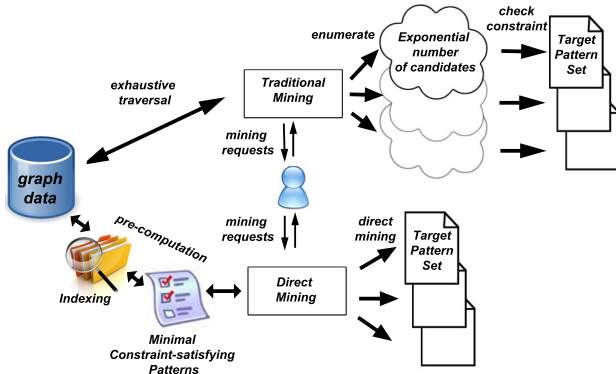 enumerate
Exponential
number
of candidates
check
constraint
Target
Pattern
Set
exhaustive
traversal
Traditional
Mining
mining
requests
graph
data
pre-computation
mining
requests
direct
mining
Target
Pattern
Set
Indexing
Direct
Mining
Minimal
Constraint-satisfying
Patterns